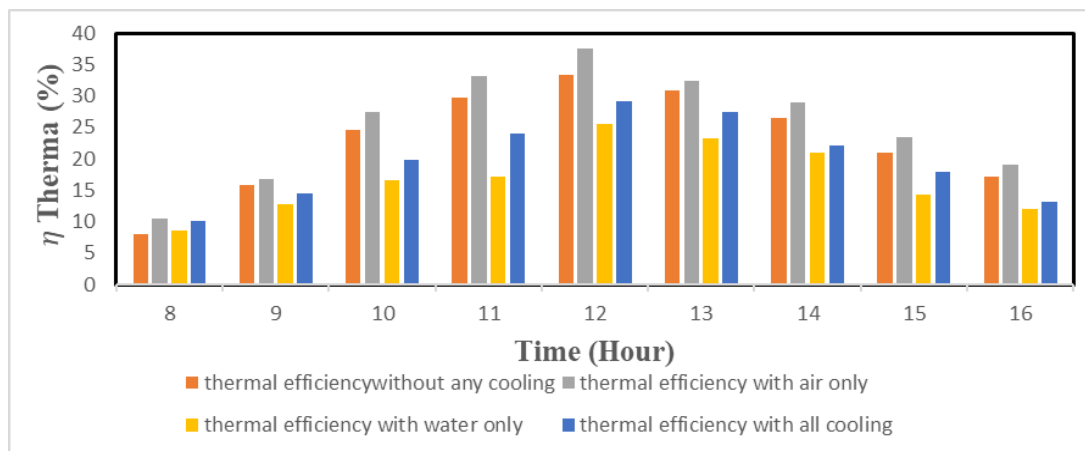 40
35
30
25
20
15
10
5
0
η Therma (%)
8 9 10 11 12 13 14 15 16
Time (Hour)
thermal efficiencywithout any cooling thermal efficiency with air only
thermal efficiency with water only thermal efficiency with all cooling